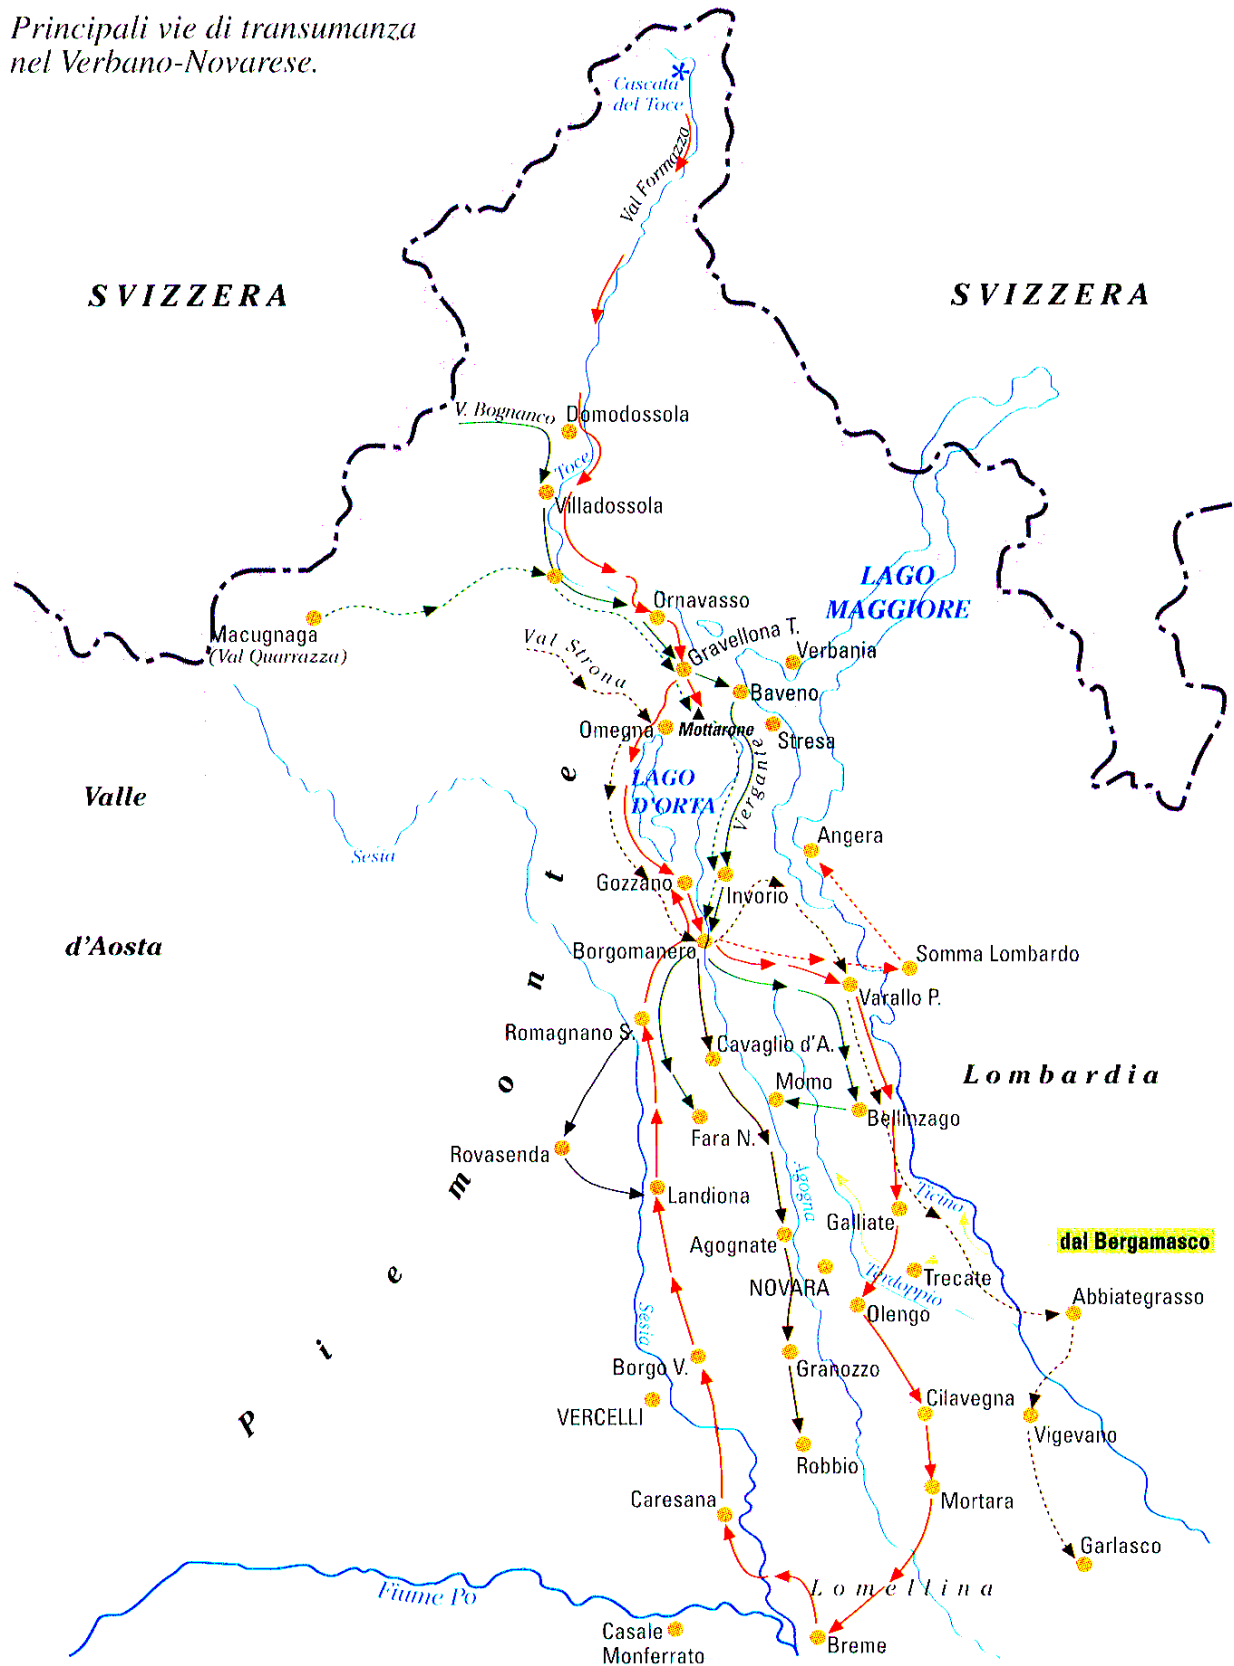 Principali vie di transumanza
nel Verbano-Novarese.
Cascata
del Toce
Val Formazza
SVIZZERA
SVIZZERA
V. Bognanco
Domodossola
Toce
Villadossola
LAGO
MAGGIORE
Ornavasso
Macugnaga
(Val Quarrazza)
Val Strona
Gravellona T.
Verbania
Baveno
Omegna
Mottarone
Stresa
Vergante
LAGO
D'ORTA
Valle
d'Aosta
Sesia
Angera
Gozzano
Invorio
Borgomanero
Somma Lombardo
Varallo P.
Romagnano S.
Cavaglio d'A.
Lombardia
Momo
Bellinzago
Fara N.
Rovasenda
Landiona
Agogna
Ticino
Galliate
Agognate
dal Bergamasco
NOVARA
Trecate
Terdoppio
Olengo
Abbiategrasso
Sesia
Borgo V.
Granozzo
VERCELLI
Cilavegna
Vigevano
Robbio
Caresana
Mortara
Garlasco
Lomellina
Fiume Po
Casale
Monferrato
Breme
Piemonte